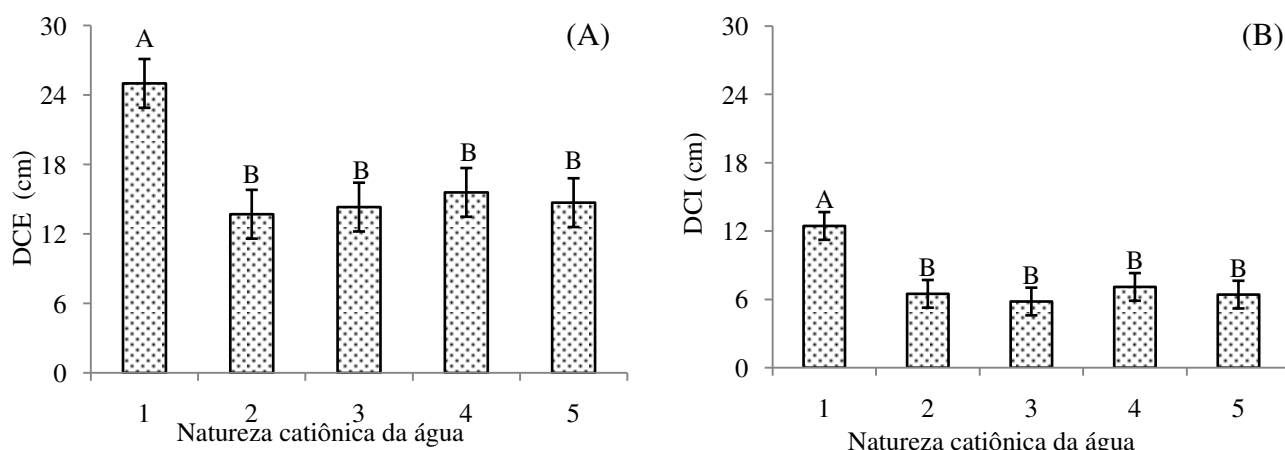 (A)
DCE (cm)
30
24
18
12
6
0
A
B
B
B
B
1 2 3 4 5
Natureza catiônica da água
(B)
DCI (cm)
30
24
18
12
6
0
A
B
B
B
B
1 2 3 4 5
Natureza catiônica da água